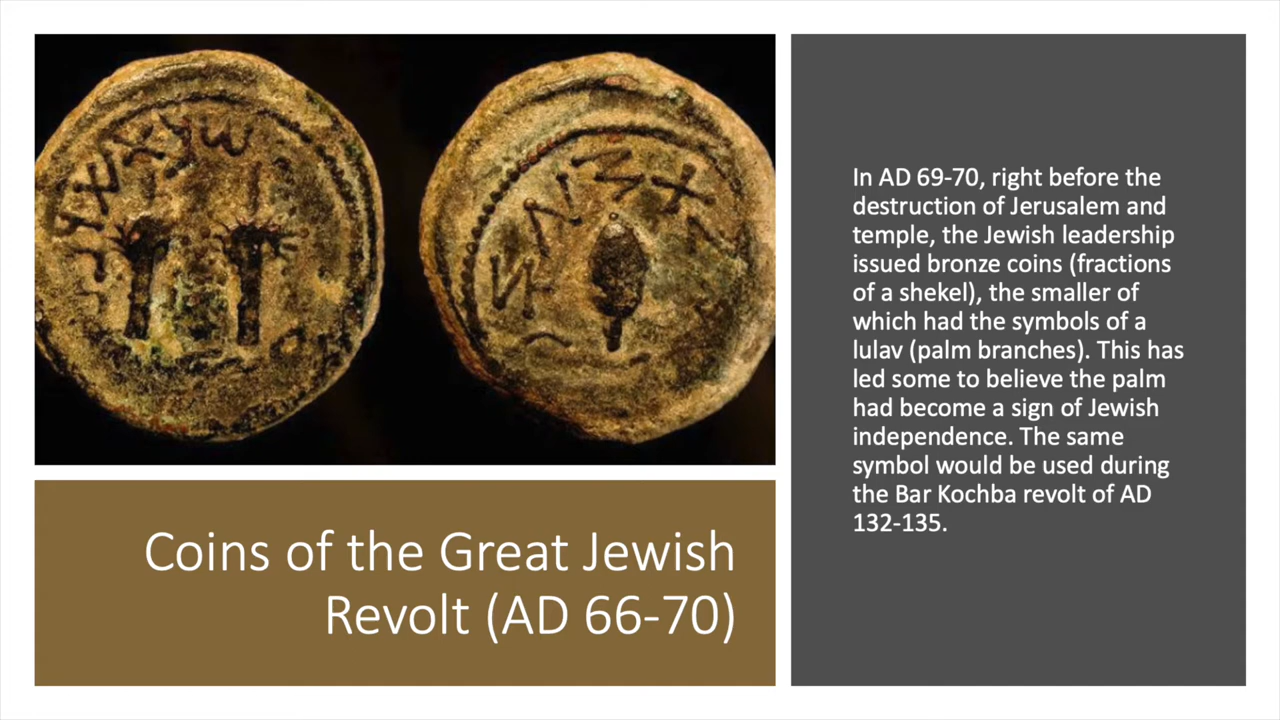 Coins of the Great Jewish
Revolt (AD 66-70)
In AD 69-70, right before the
destruction of Jerusalem and
temple, the Jewish leadership
issued bronze coins (fractions
of a shekel), the smaller of
which had the symbols of a
lulav (palm branches). This has
led some to believe the palm
had become a sign of Jewish
independence. The same
symbol would be used during
the Bar Kochba revolt of AD
132-135.